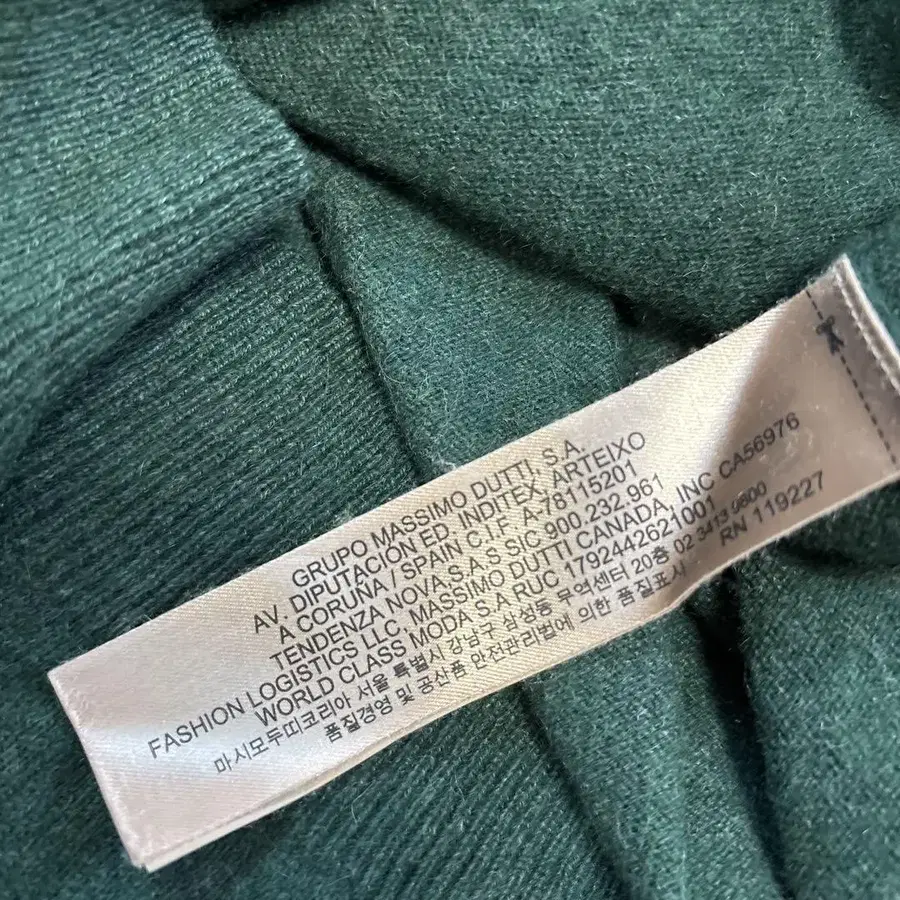 GRUPO MASSIMO DUTTI, S.A.
AV. DIPUTACIÓN ED. INDITEX, ARTEIXO
A CORUÑA / SPAIN C.I.F. A-78115201
TENDENZA NOVA S.A.S SIC 900.232.961
FASHION LOGISTICS LLC, MASSIMO DUTTI CANADA, INC CA56976
WORLD CLASS MODA S.A RUC 1792442621001
마시모두띠코리아 서울 특별시 강남구 삼성동 무역센터 20층 02 3413 9800
품질경영 및 공산품 안전관리법에 의한 품질표시 RN 119227